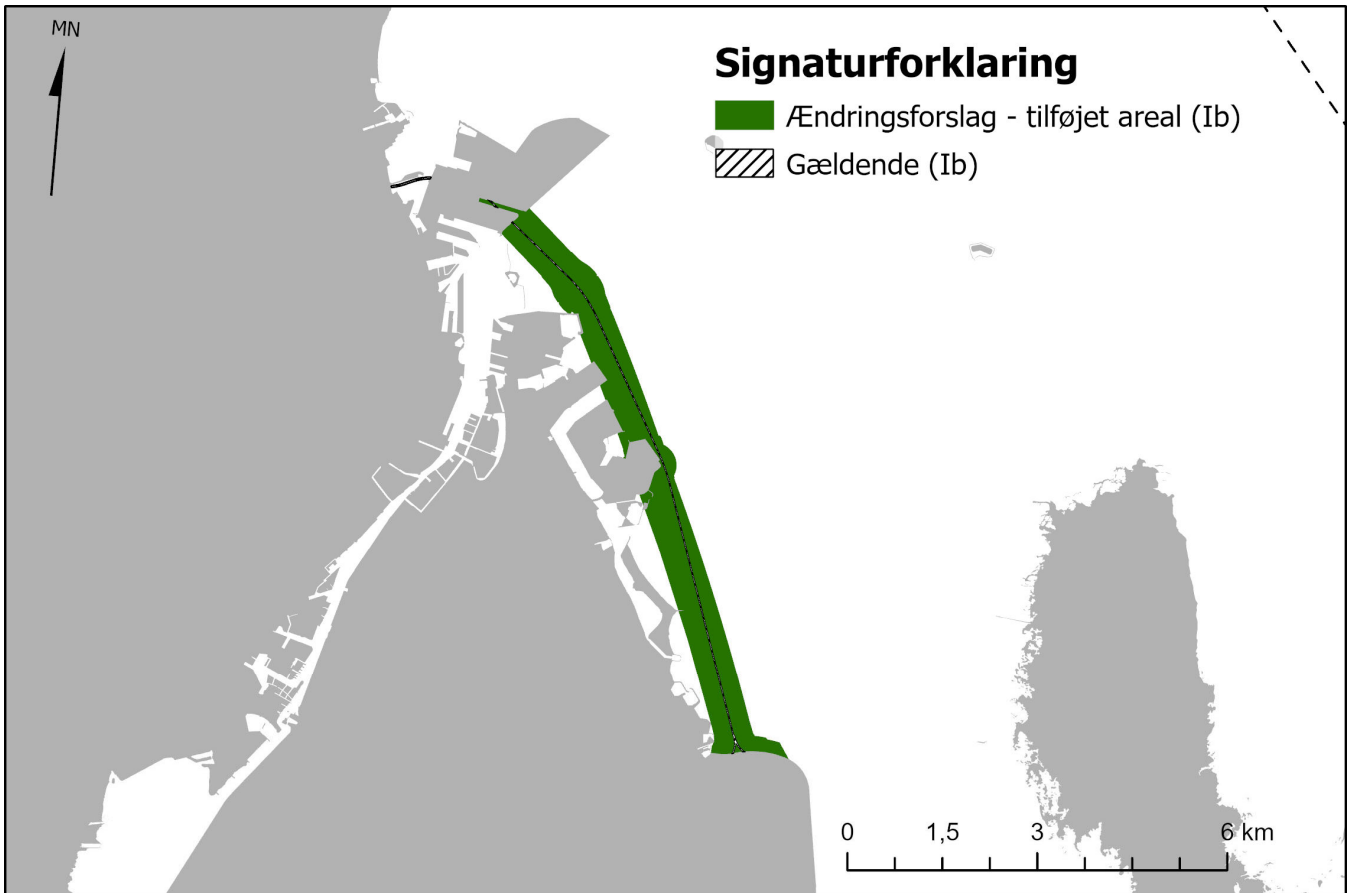 MN
Signaturforklaring
Ændringsforslag - tilføjet areal (Ib)
Gældende (Ib)
0 1,5 3 6 km